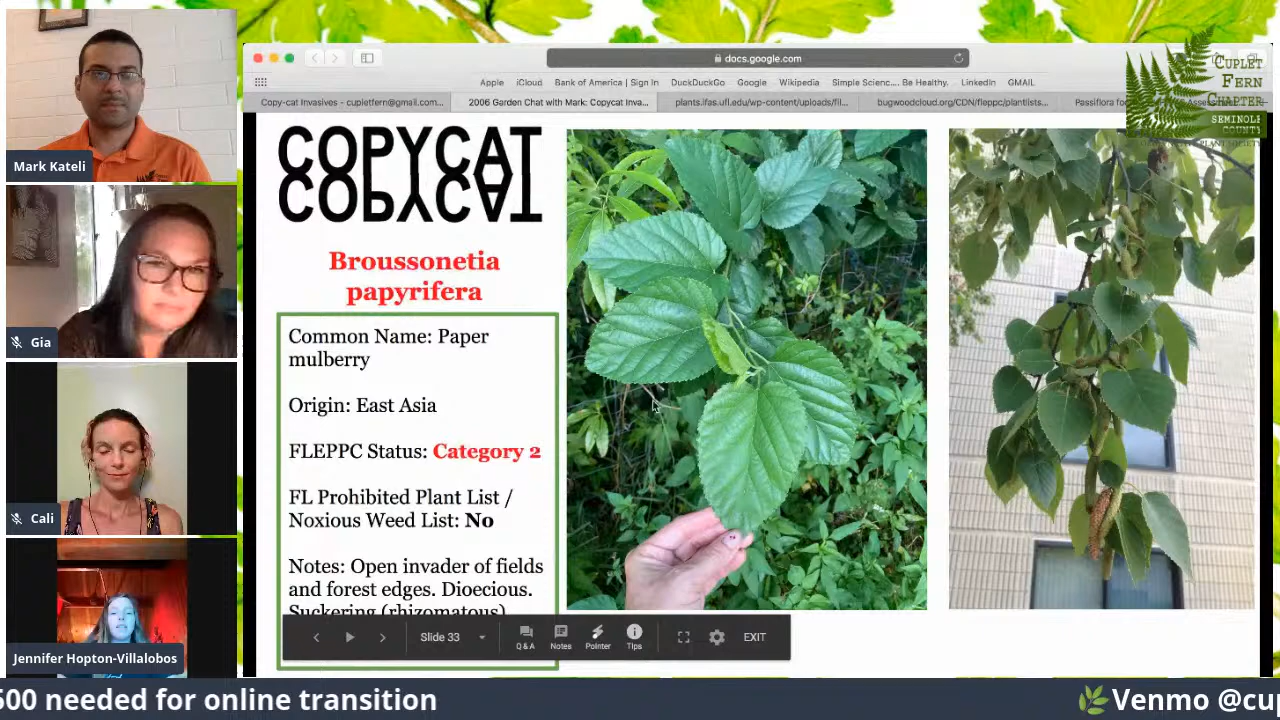 Mark Kateli
Gia
Cali
Jennifer Hopton-Villalobos
docs.google.com
Apple iCloud Bank of America | Sign In DuckDuckGo Google Wikipedia Simple Scienc.... Be Healthy. LinkedIn GMAIL
Copy-cat Invasives - cupletfern@gmail.com... 2006 Garden Chat with Mark: Copycat Inva... plants.ifas.ufl.edu/wp-content/uploads/fil... bugwoodcloud.org/CDN/fleppc/plantlists... Passiflora fo
CUPLET
FERN
CHAPTER
SEMINOLE
COUNTY
COPYCAT
COPYCAT
Broussonetia
papyrifera
Common Name: Paper
mulberry
Origin: East Asia
FLEPPC Status: Category 2
FL Prohibited Plant List /
Noxious Weed List: No
Notes: Open invader of fields
and forest edges. Dioecious.
Suckering (rhizomatous)
Slide 33
Q & A Notes Pointer Tips
EXIT
500 needed for online transition
Venmo @cup